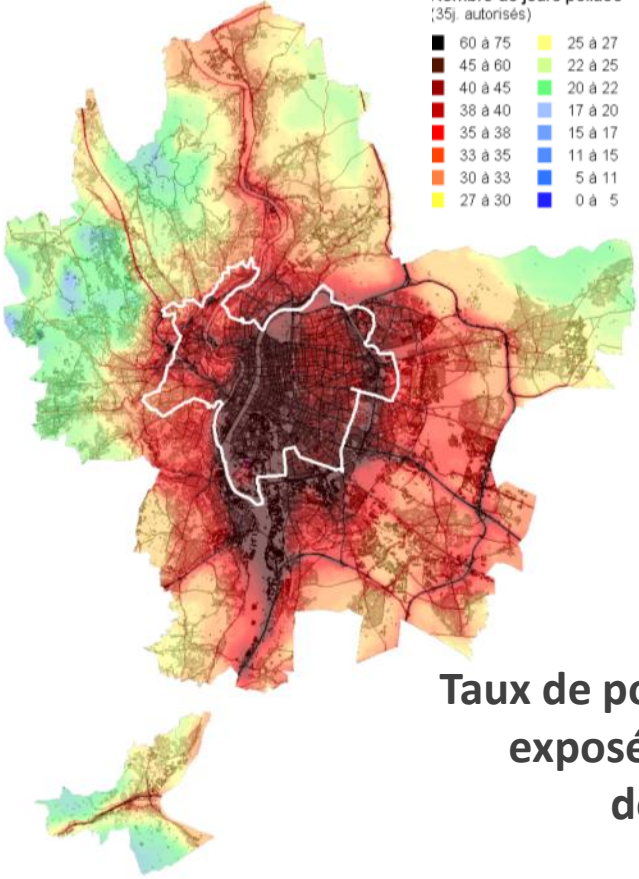 (35j. autorisés)
60 à 75
45 à 60
40 à 45
38 à 40
35 à 38
33 à 35
30 à 33
27 à 30
25 à 27
22 à 25
20 à 22
17 à 20
15 à 17
11 à 15
5 à 11
0 à 5
Taux de po
exposé
de